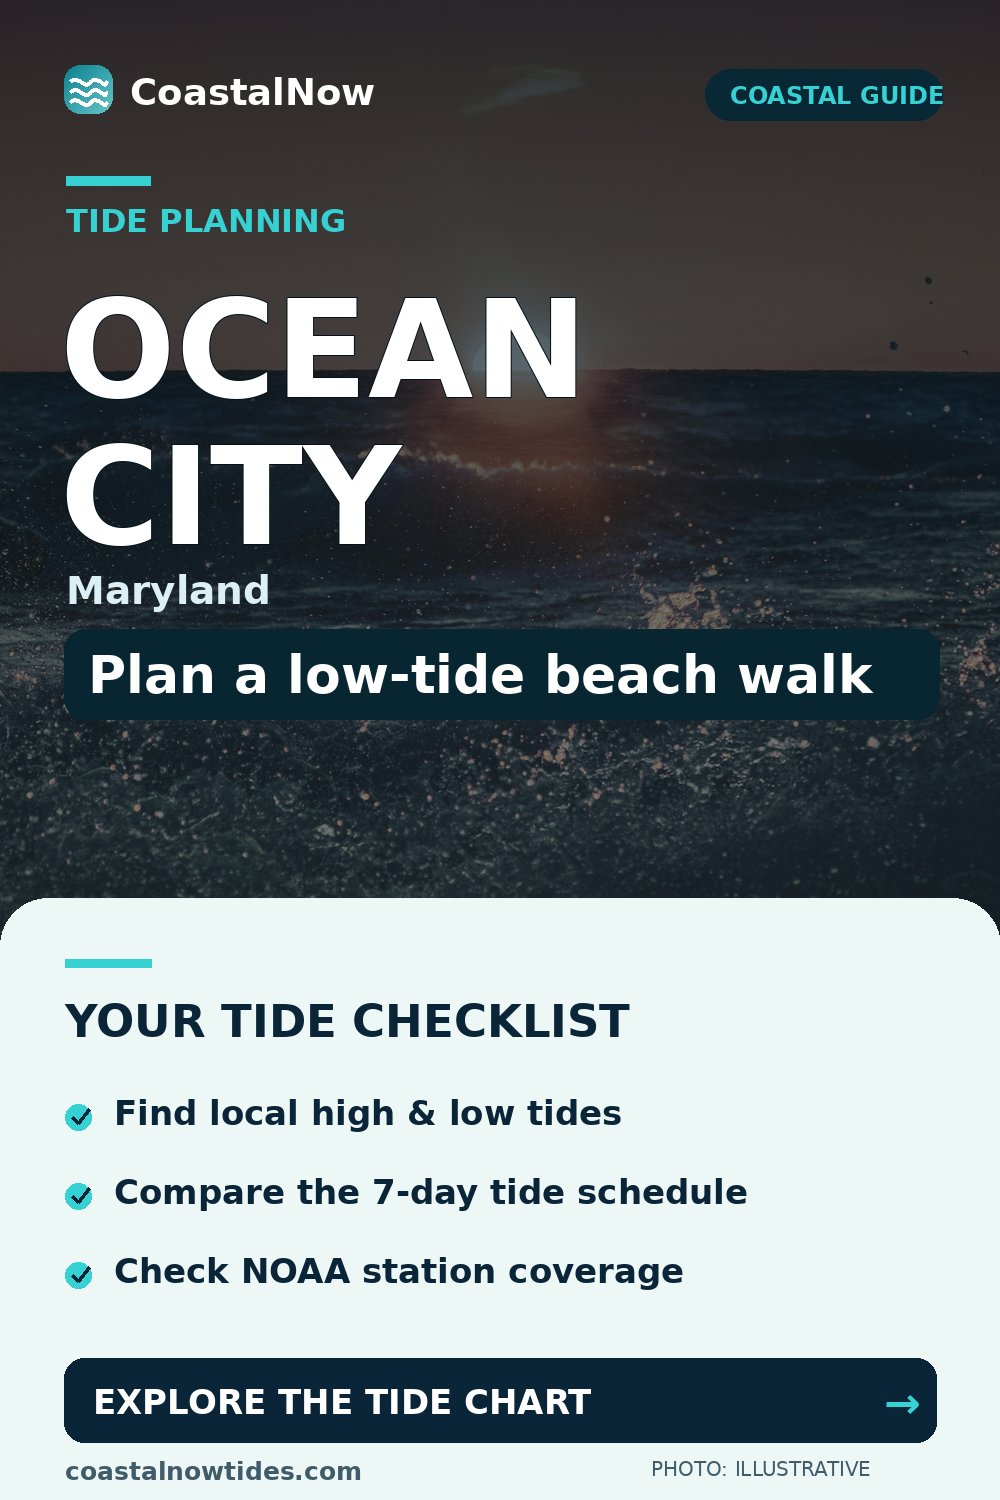 CoastalNow
COASTAL GUIDE
TIDE PLANNING
OCEAN
CITY
Maryland
Plan a low-tide beach walk
YOUR TIDE CHECKLIST
Find local high & low tides
Compare the 7-day tide schedule
Check NOAA station coverage
EXPLORE THE TIDE CHART →
coastalnowtides.com
PHOTO: ILLUSTRATIVE